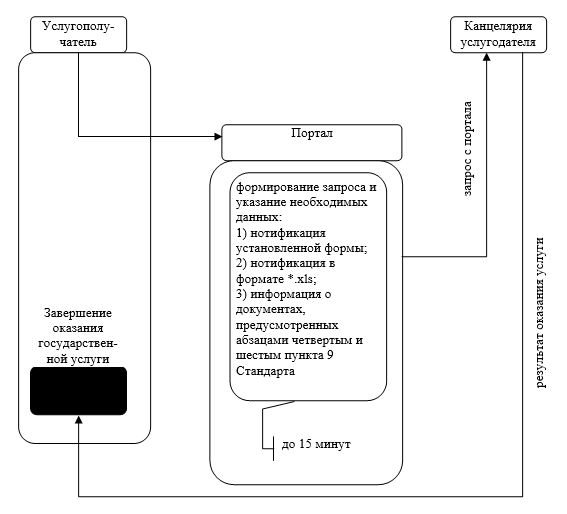 Услугополу-
чатель
Канцелярия
услугодателя
Портал
запрос с портала
формирование запроса и
указание необходимых
данных:
1) нотификация
установленной формы;
2) нотификация в
формате *.xls;
3) информация о
документах,
предусмотренных
абзацами четвертым и
шестым пункта 9
Стандарта
результат оказания услуги
Завершение
оказания
государствен-
ной услуги
до 15 минут